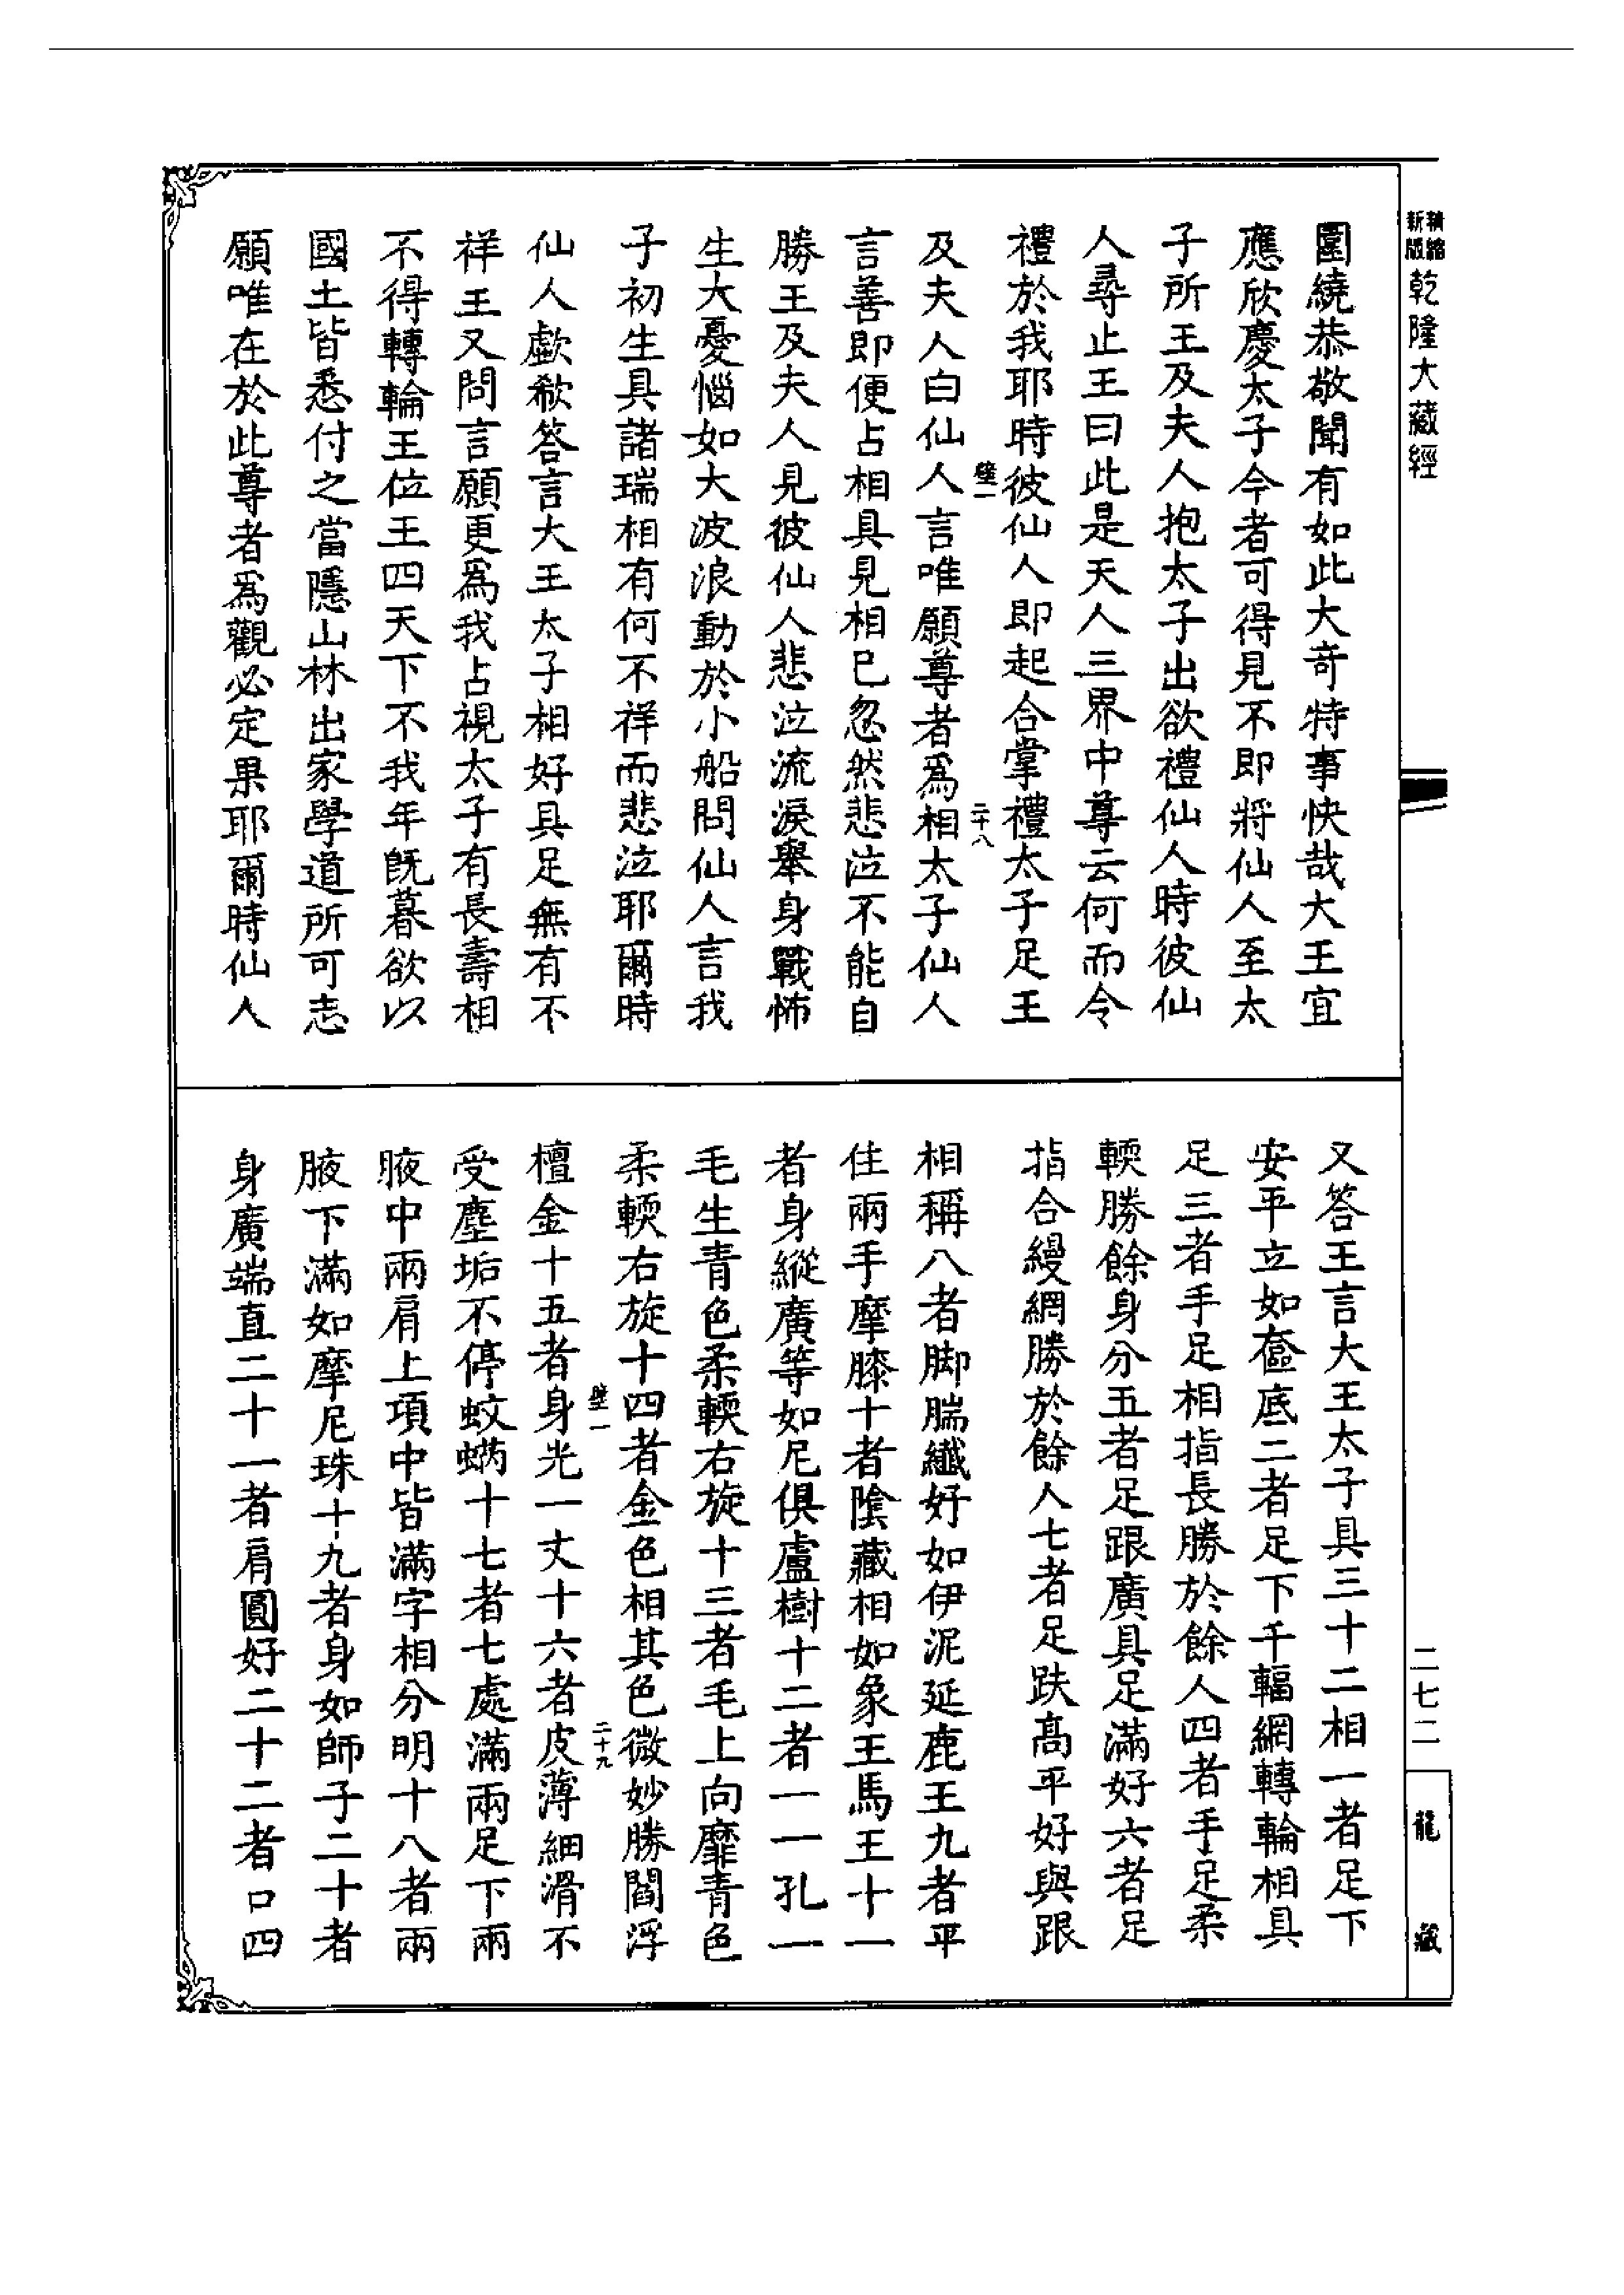 新版精縮
乾隆大藏經
圍繞恭敬聞有如此大奇特事快哉大王宜
應欣慶太子今者可得見不即將仙人至太
子所王及夫人抱太子出欲禮仙人時彼仙
人尋止王曰此是天人三界中尊云何而令
禮於我耶時彼仙人即起合掌禮太子足王
壁一
二十八
及夫人白仙人言唯願尊者爲相太子仙人
言善即便占相具見相已忽然悲泣不能自
勝王及夫人見彼仙人悲泣流淚舉身戰怖
生大憂惱如大波浪動於小船問仙人言我
子初生具諸瑞相有何不祥而悲泣耶爾時
仙人歔欷答言大王太子相好具足無有不
祥王又問言願更爲我占視太子有長壽相
不得轉輪王位王四天下不我年既暮欲以
國土皆悉付之當隱山林出家學道所可志
願唯在於此尊者爲觀必定果耶爾時仙人
又答王言大王太子具三十二相一者足下
安平立如奩底二者足下千輻網轉輪相具
足三者手足相指長勝於餘人四者手足柔
輭勝餘身分五者足跟廣具足滿好六者足
指合縵網勝於餘人七者足趺高平好與跟
相稱八者脚腨纖好如伊泥延鹿王九者平
住兩手摩膝十者陰藏相如象王馬王十一
者身縱廣等如尼俱盧樹十二者一一孔一
毛生青色柔輭右旋十三者毛上向靡青色
柔輭右旋十四者金色相其色微妙勝閻浮
壁一
二十九
檀金十五者身光一丈十六者皮薄細滑不
受塵垢不停蚊蚋十七者七處滿兩足下兩
腋中兩肩上項中皆滿字相分明十八者兩
腋下滿如摩尼珠十九者身如師子二十者
身廣端直二十一者肩圓好二十二者口四
二七二
龍藏